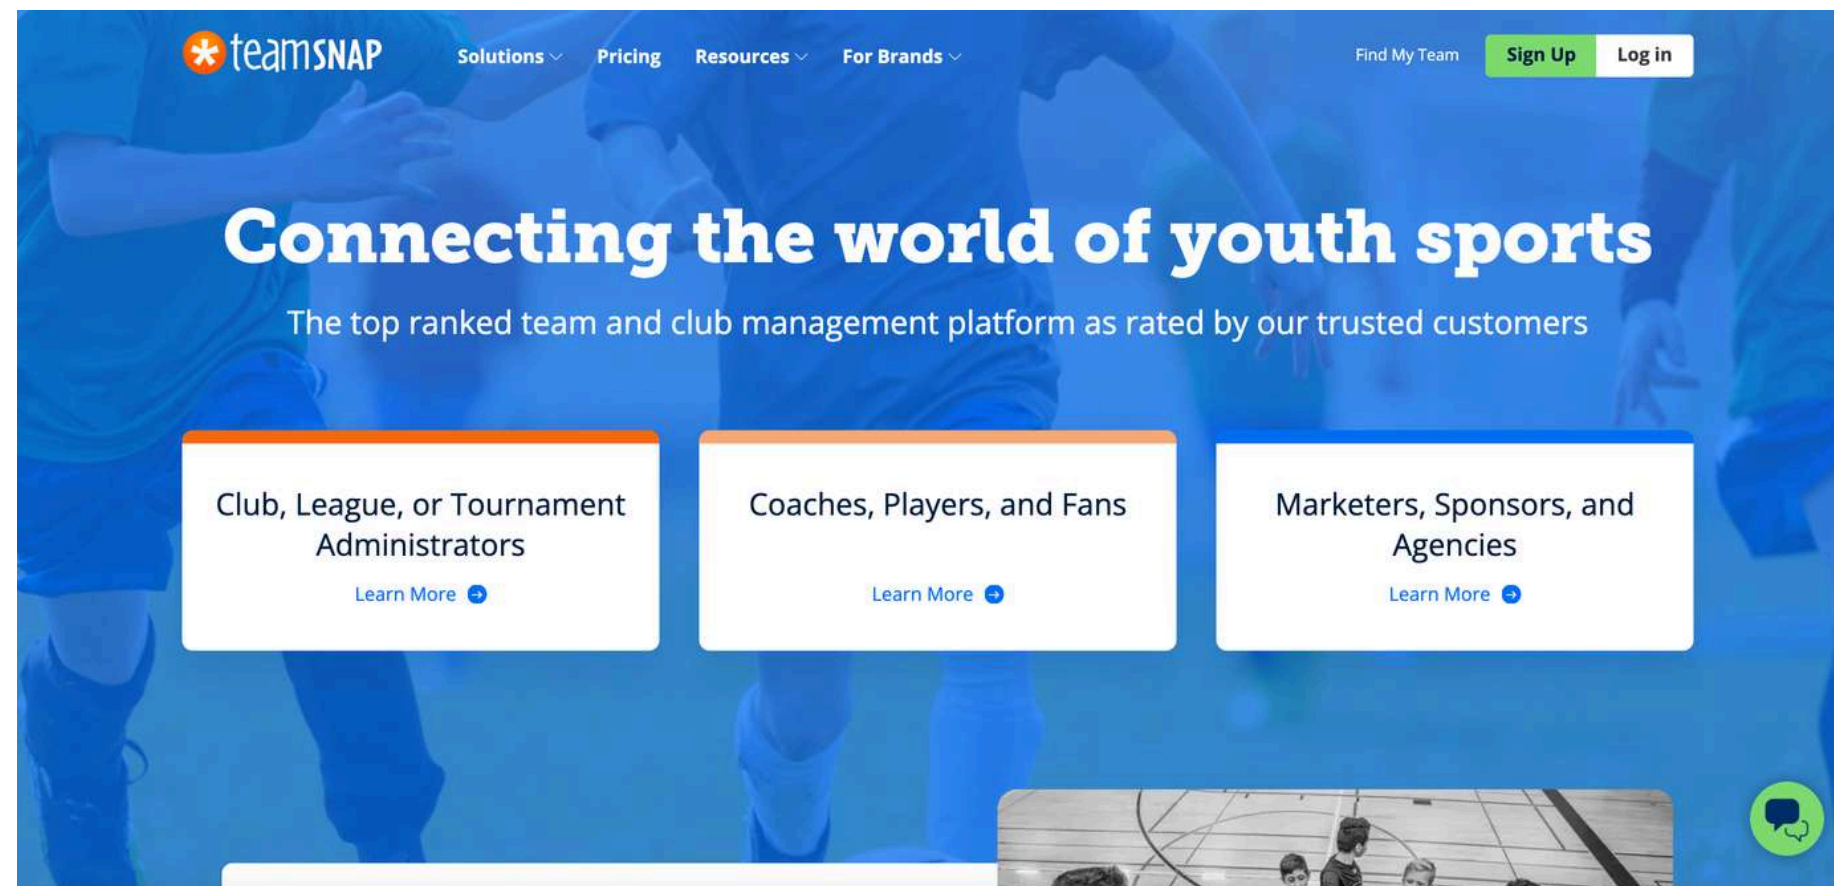 teamSNAP
Solutions
Pricing
Resources
For Brands
Find My Team
Sign Up
Log in
Connecting the world of youth sports
The top ranked team and club management platform as rated by our trusted customers
Club, League, or Tournament
Administrators
Learn More
Coaches, Players, and Fans
Learn More
Marketers, Sponsors, and
Agencies
Learn More